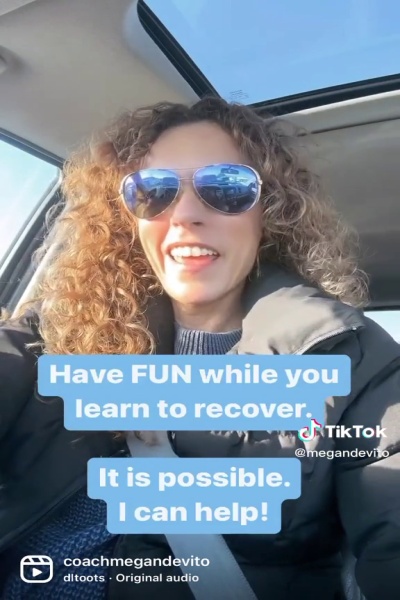 Have FUN while you
learn to recover.
TikTok
@megandevito
It is possible.
I can help!
coachmegandevito
dltoots · Original audio